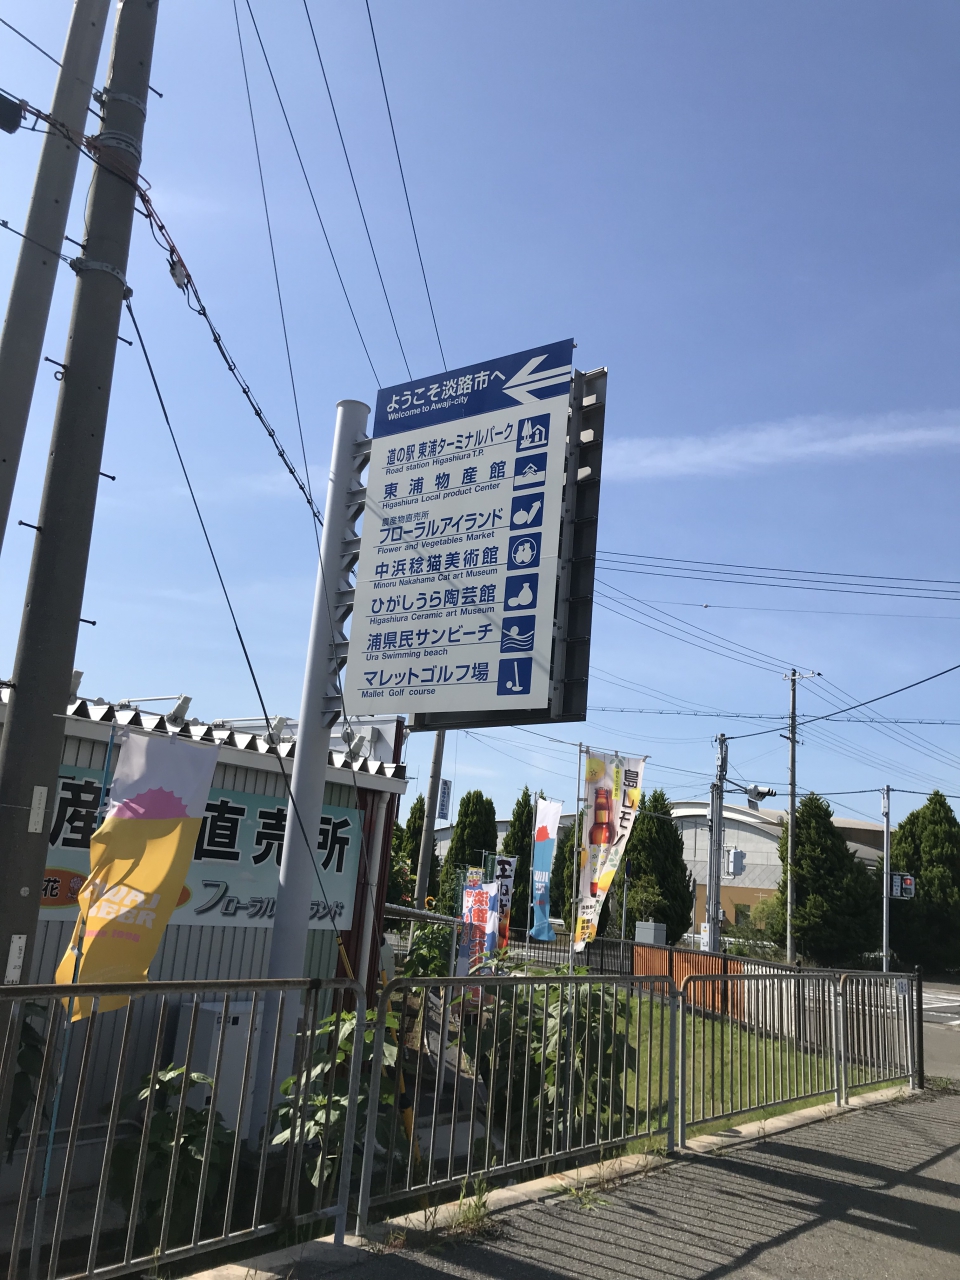 ようこそ淡路市へ
Welcome to Awaji-city
道の駅 東浦ターミナルパーク
Road station Higashiura T.P.
東浦物産館
Higashiura Local product Center
農産物直売所
フローラルアイランド
Flower and Vegetables Market
中浜稔猫美術館
Minoru Nakahama Cat art Museum
ひがしうら陶芸館
Higashiura Ceramic art Museum
浦県民サンビーチ
Ura Swimming beach
マレットゴルフ場
Mallet Golf course
産 直売所
花
フローラル ランド
BEER
島レモン